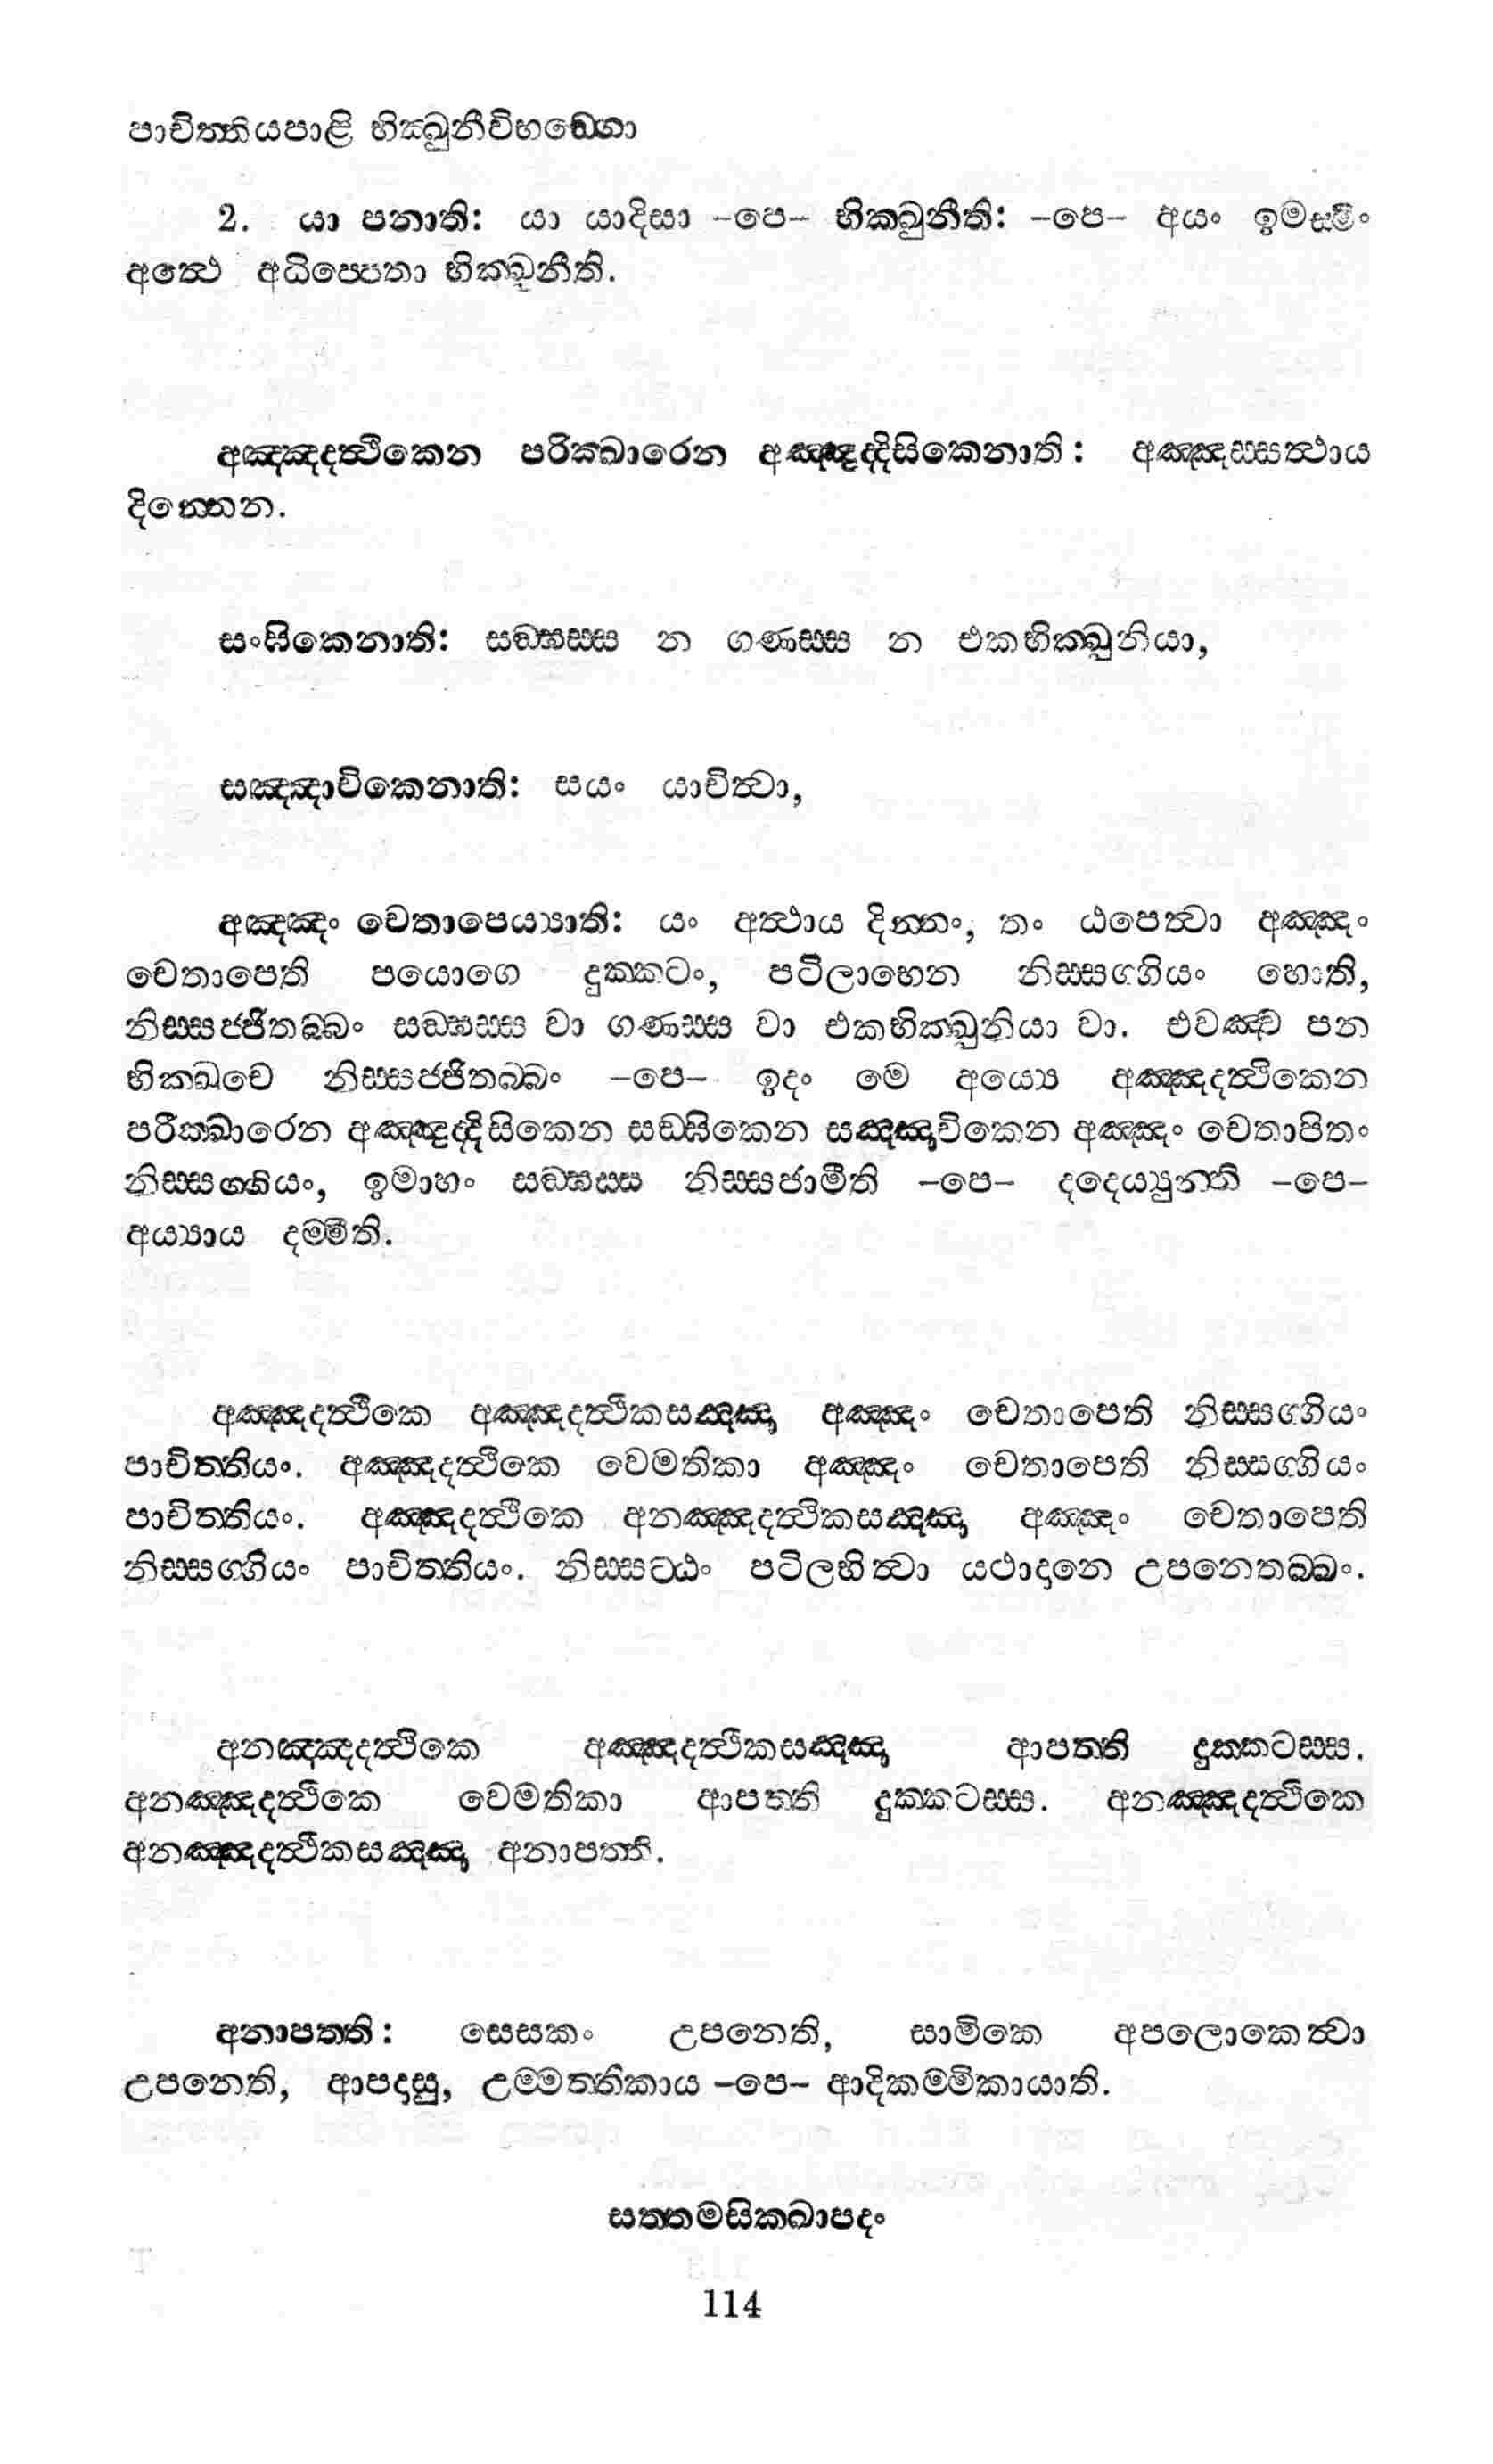 පාචිත්තියපාළි භික්ඛුනීවිභඞ්ගො
2. යා පනාති: යා යාදිසා –පෙ– භික්ඛුනීති: –පෙ– අයං ඉමස්මිං
අත්ථෙ අධිප්පෙතා භික්ඛූනීති.
අඤ්ඤදත්ථිකෙන පරික්ඛාරෙන අඤ්ඤුද්දිසිකෙනාති: අඤ්ඤස්සත්ථාය
දින්නෙන.
සංඝිකෙනාති: සඞ්ඝස්ස න ගණස්ස න එකභික්ඛුනියා,
සඤ්ඤාචිකෙනාති: සයං යාචිත්වා,
අඤ්ඤං චෙතාපෙය්‍යාති: යං අත්ථාය දින්නං, තං ඨපෙත්වා අඤ්ඤං
චෙතාපෙති පයොගෙ දුක්කටං, පටිලාභෙන නිස්සග්ගියං හොති,
නිස්සජ්ජිතබ්බං සඞ්ඝස්ස වා ගණස්ස වා එකභික්ඛුනියා වා. එවඤ්ච පන
භික්ඛවෙ නිස්සජ්ජිතබ්බං –පෙ– ඉදං මෙ අය්‍යෙ අඤ්ඤදත්ථිකෙන
පරික්ඛාරෙන අඤ්ඤුද්දිසිකෙන සඞ්ඝිකෙන සඤ්ඤාචිකෙන අඤ්ඤං චෙතාපිතං
නිස්සග්ගියං, ඉමාහං සඞ්ඝස්ස නිස්සජාමීති –පෙ– දදෙය්‍යුන්ති –පෙ–
අය්‍යාය දම්මීති.
අඤ්ඤදත්ථිකෙ අඤ්ඤදත්ථිකසඤ්ඤා අඤ්ඤං චෙතාපෙති නිස්සග්ගියං
පාචිත්තියං. අඤ්ඤදත්ථිකෙ වෙමතිකා අඤ්ඤං චෙතාපෙති නිස්සග්ගියං
පාචිත්තියං. අඤ්ඤදත්ථිකෙ අනඤ්ඤදත්ථිකසඤ්ඤා අඤ්ඤං චෙතාපෙති
නිස්සග්ගියං පාචිත්තියං. නිස්සට්ඨං පටිලභිත්වා යථාදානෙ උපනෙතබ්බං.
අනඤ්ඤදත්ථිකෙ අඤ්ඤදත්ථිකසඤ්ඤා ආපත්ති දුක්කටස්ස.
අනඤ්ඤදත්ථිකෙ වෙමතිකා ආපත්ති දුක්කටස්ස. අනඤ්ඤදත්ථිකෙ
අනඤ්ඤදත්ථිකසඤ්ඤා අනාපත්ති.
අනාපත්ති: සෙසකං උපනෙති, සාමිකෙ අපලොකෙත්වා
උපනෙති, ආපදාසු, උම්මත්තිකාය –පෙ– ආදිකම්මිකායාති.
සත්තමසික්ඛාපදං
114